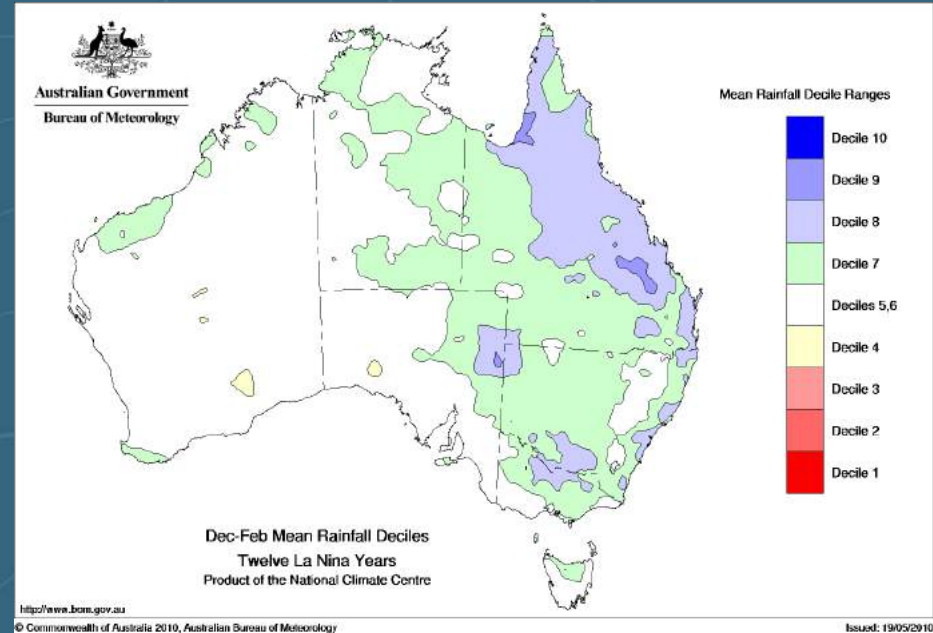 Australian Government
Bureau of Meteorology
Mean Rainfall Decile Ranges
Decile 10
Decile 9
Decile 8
Decile 7
Deciles 5,6
Decile 4
Decile 3
Decile 2
Decile 1
Dec-Feb Mean Rainfall Deciles
Twelve La Nina Years
Product of the National Climate Centre
http://www.bom.gov.au
© Commonwealth of Australia 2010, Australian Bureau of Meteorology
Issued: 19/05/2010